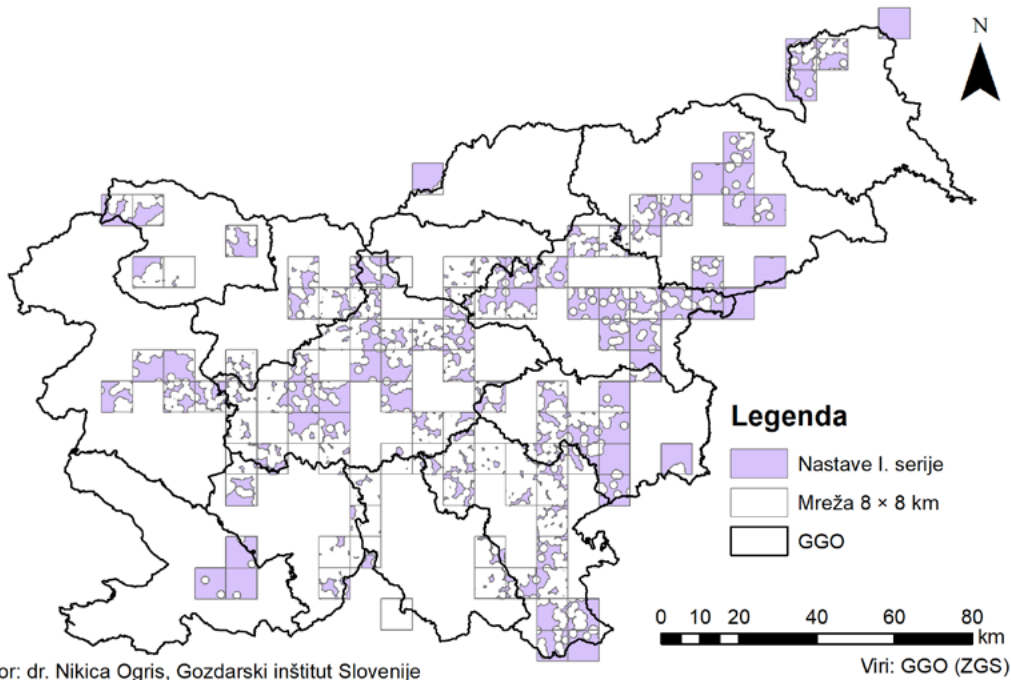 N
Legenda
Nastave I. serije
Mreža 8 × 8 km
GGO
0 10 20 40 60 80
km
or: dr. Nikica Ogris, Gozdarski inštitut Slovenije
Viri: GGO (ZGS)